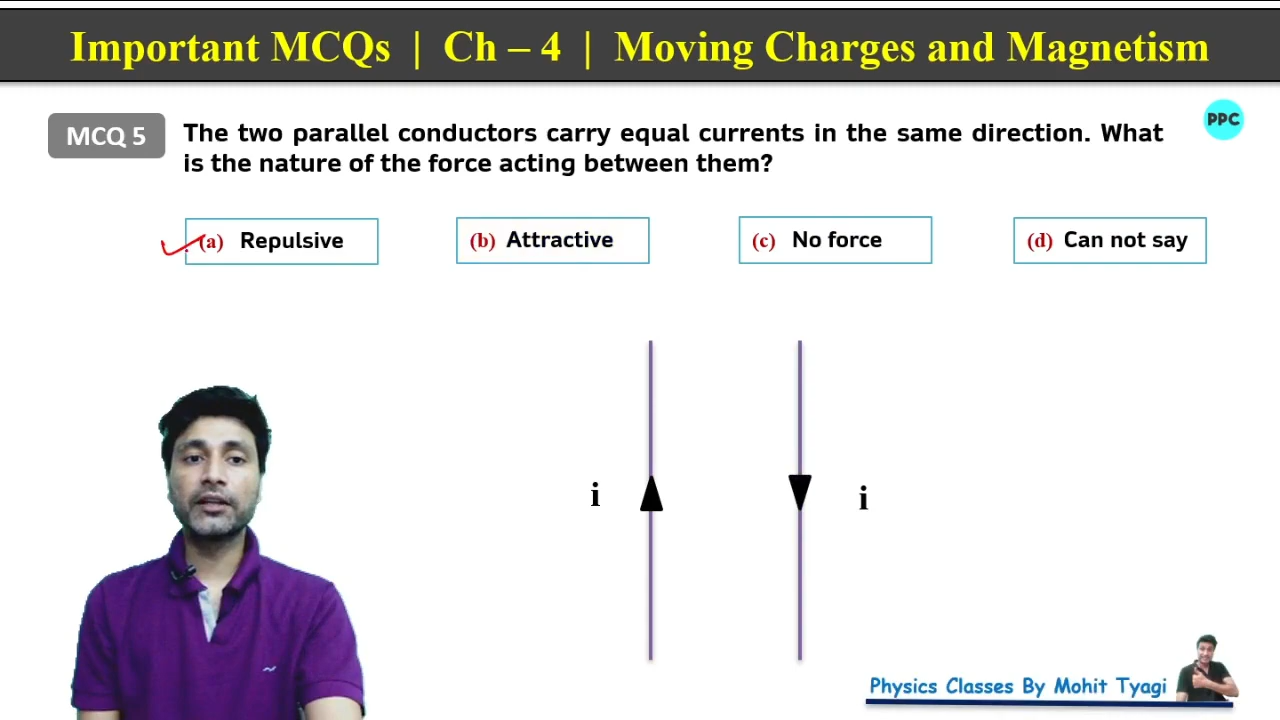 Important MCQs | Ch – 4 | Moving Charges and Magnetism
MCQ 5
The two parallel conductors carry equal currents in the same direction. What
is the nature of the force acting between them?
PPC
(a) Repulsive
(b) Attractive
(c) No force
(d) Can not say
i
i
Physics Classes By Mohit Tyagi